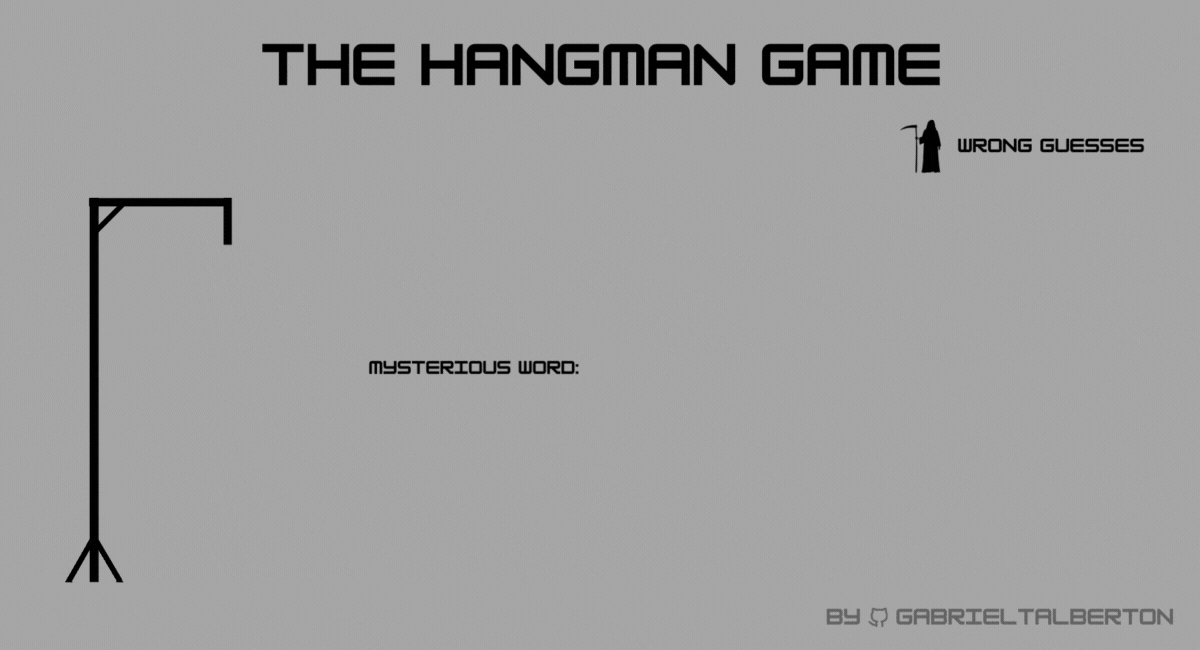 THE HANGMAN GAME
WRONG GUESSES
MYSTERIOUS WORD:
BY GABRIELTALBERTON